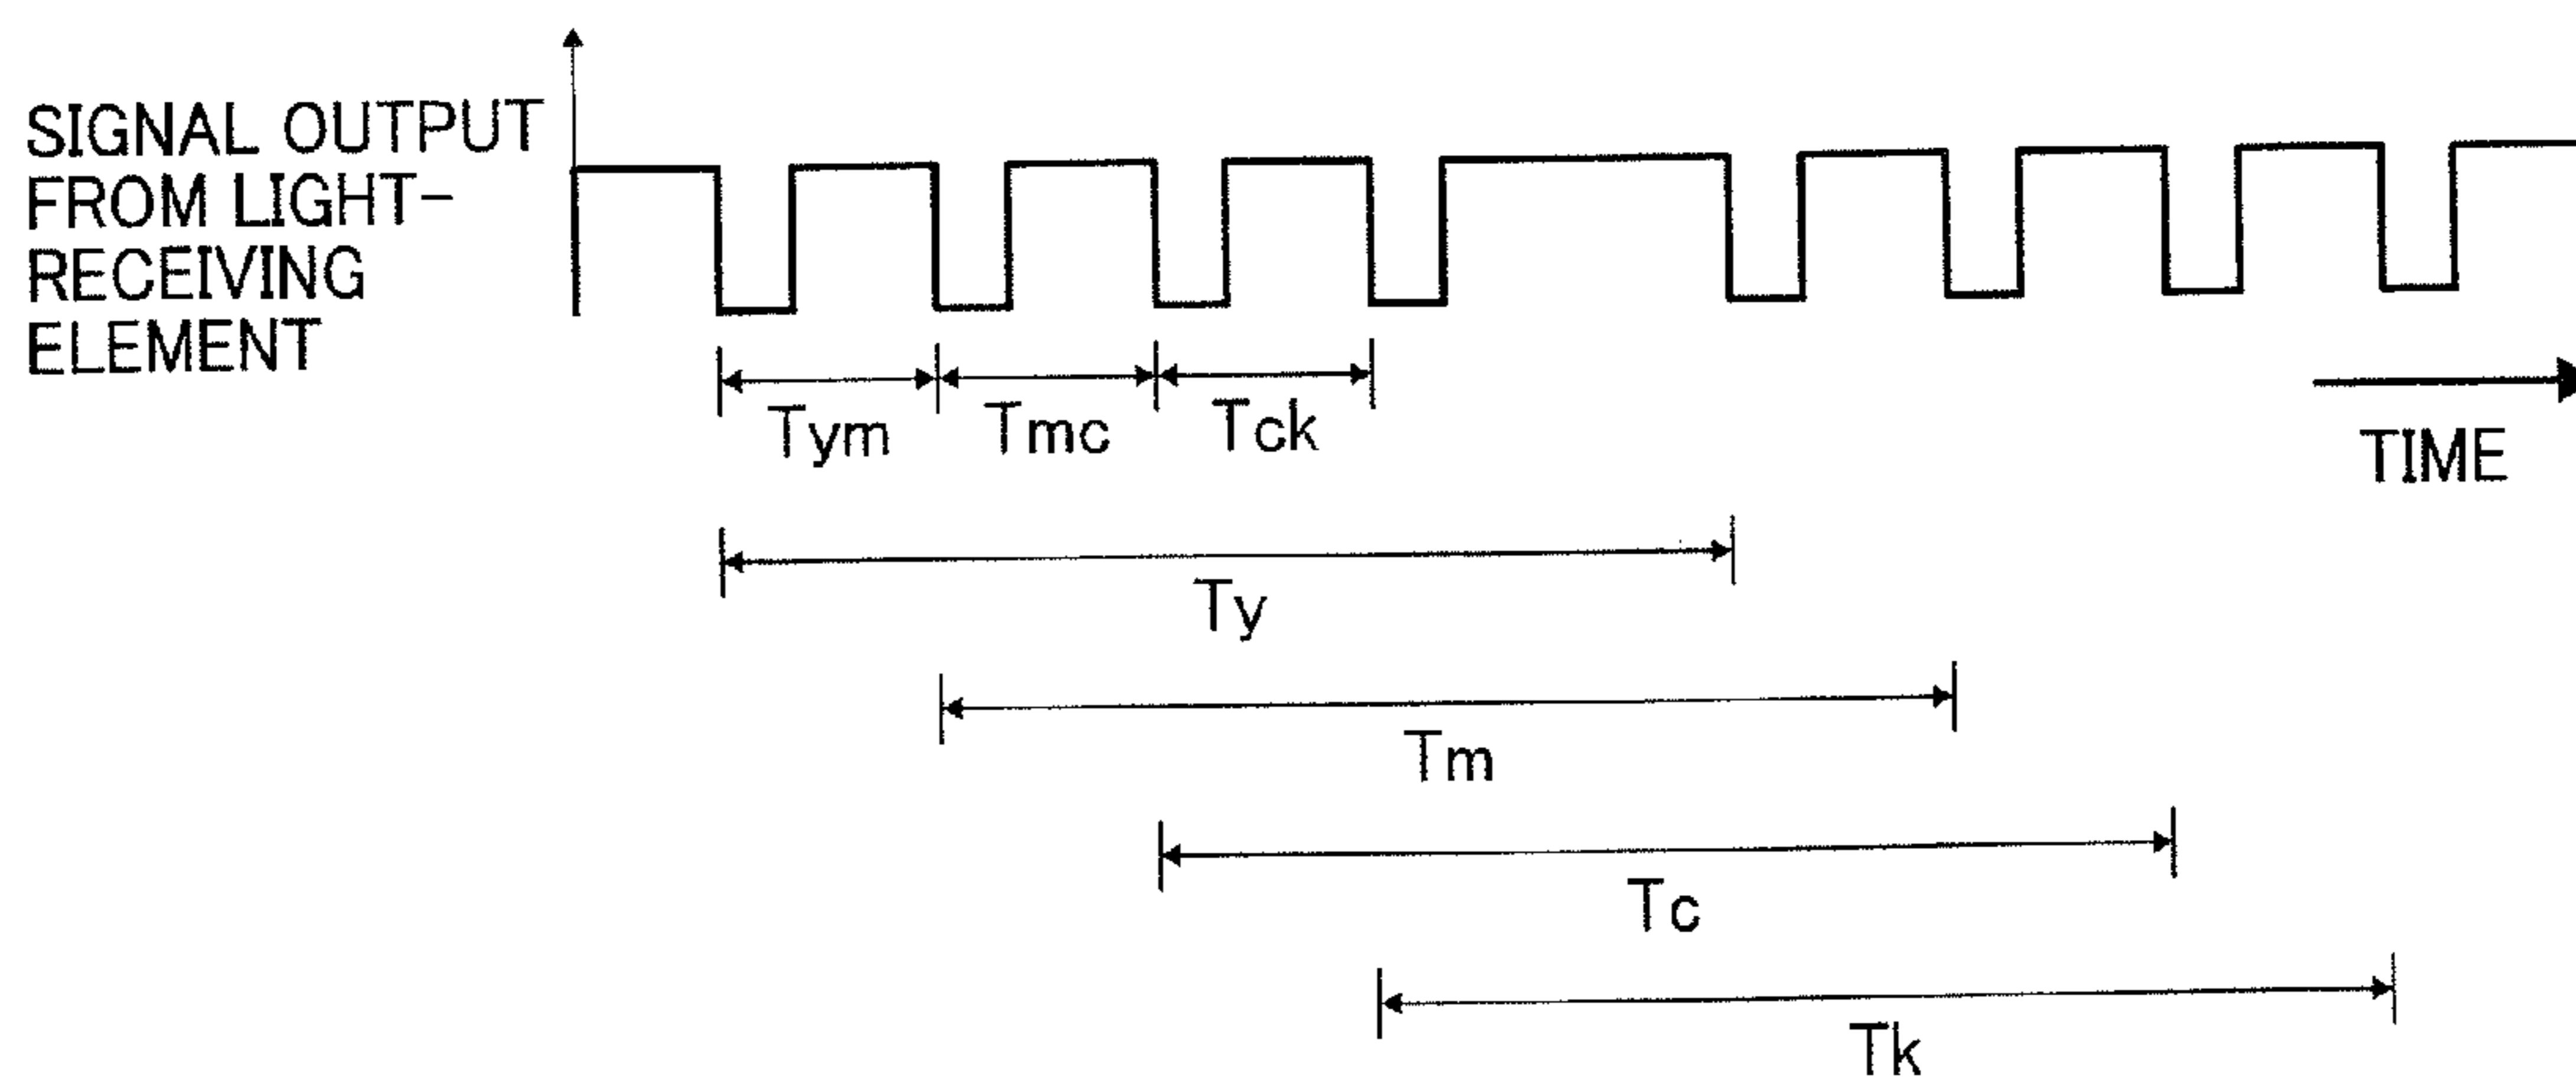 SIGNAL OUTPUT
FROM LIGHT-
RECEIVING
ELEMENT
Tym
Tmc
Tck
TIME
Ty
Tm
Tc
Tk